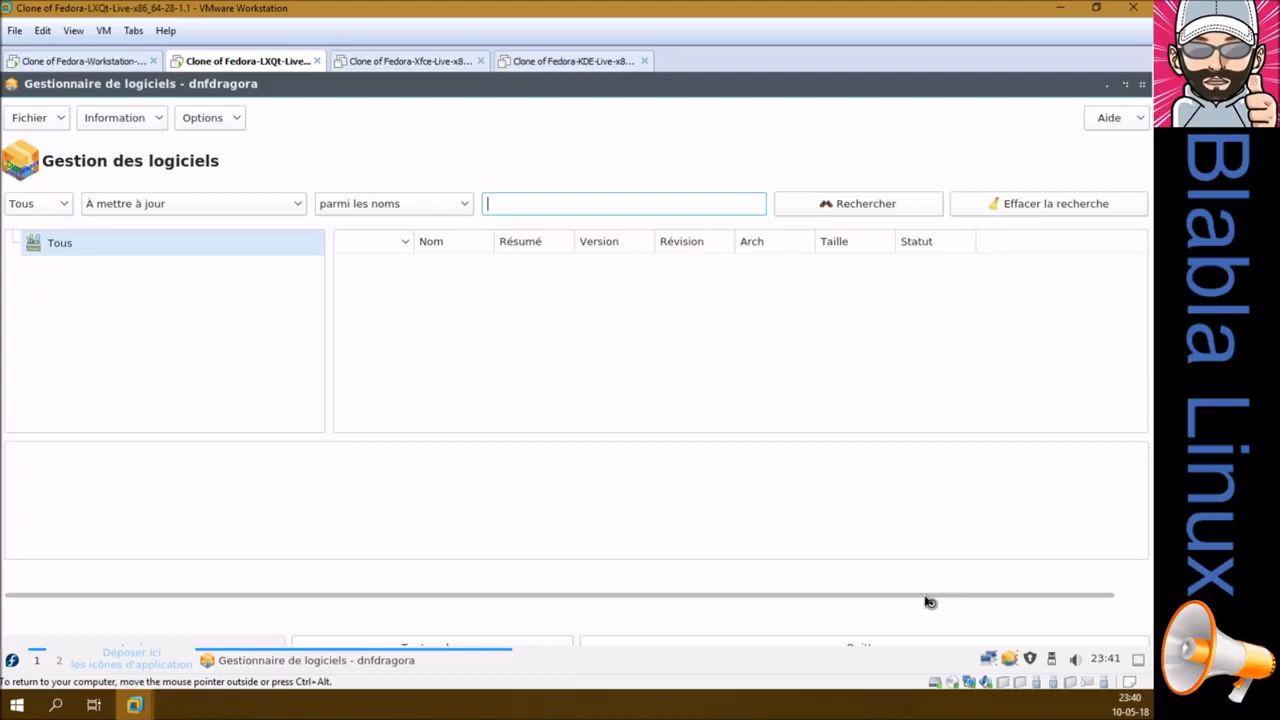 Clone of Fedora-LXQt-Live-x86_64-28-1.1 - VMware Workstation
File Edit View VM Tabs Help
Clone of Fedora-Workstation-... Clone of Fedora-LXQt-Live... Clone of Fedora-Xfce-Live-x8... Clone of Fedora-KDE-Live-x8...
Gestionnaire de logiciels - dnfdragora
Fichier Information Options Aide
Gestion des logiciels
Tous À mettre à jour parmi les noms Rechercher Effacer la recherche
Tous Nom Résumé Version Révision Arch Taille Statut
1 2 Déposer ici
les icônes d'application
Gestionnaire de logiciels - dnfdragora 23:41
To return to your computer, move the mouse pointer outside or press Ctrl+Alt.
23:40
10-05-18
Blabla Linux